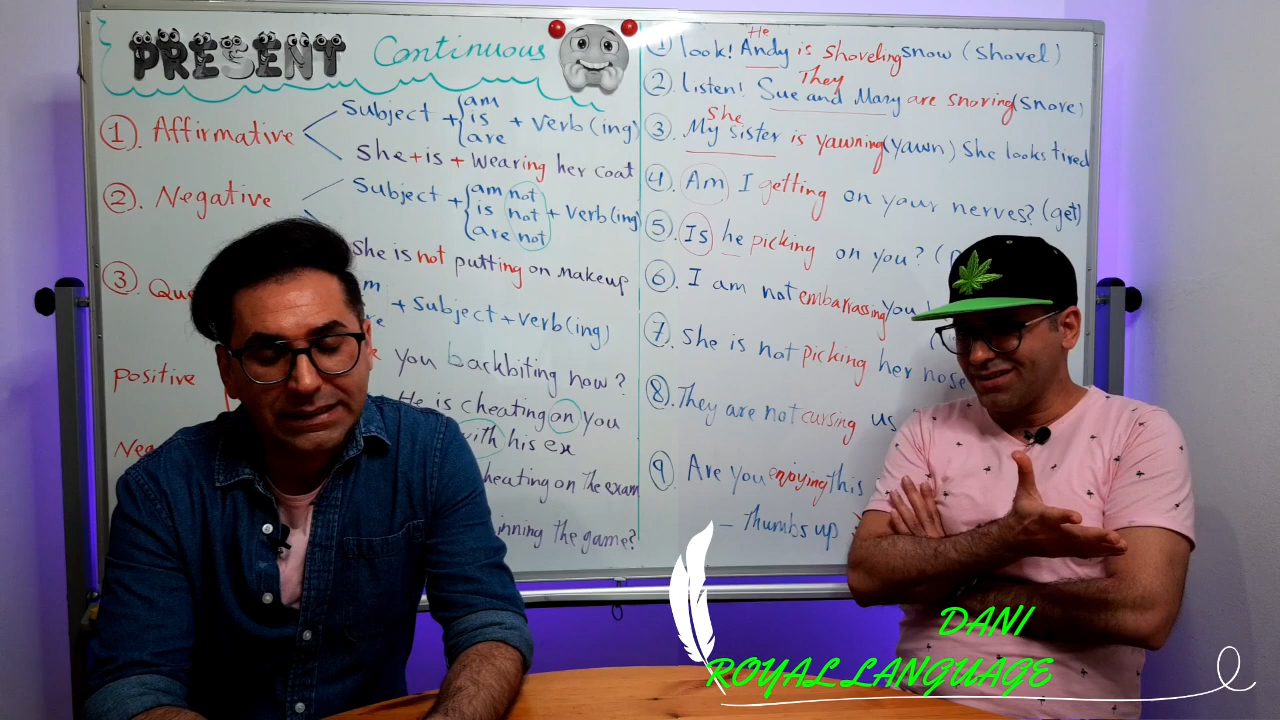 PRESENT Continuous
1). Affirmative
Subject + { am is are + verb (ing)
She + is + wearing her coat
2). Negative
Subject + { am not is not are not + verb (ing)
She is not putting on makeup
3. Que
+ subject + verb (ing)
you backbiting now?
positive
He is cheating on you
with his ex
Neg
heating on the exam
inning the game?
He
1) look! Andy is shoveling snow (shovel)
They
2). listen! Sue and Mary are snoring (snore)
she
3. My sister is yawning (yawn) She looks tired
4). Am I getting on your nerves? (get)
5. Is he picking on you? (
6. I am not embarrassing you
7. She is not picking her nose
8. They are not cursing us
9 Are you enjoying this
- Thumbs up
DANI
ROYAL LANGUAGE